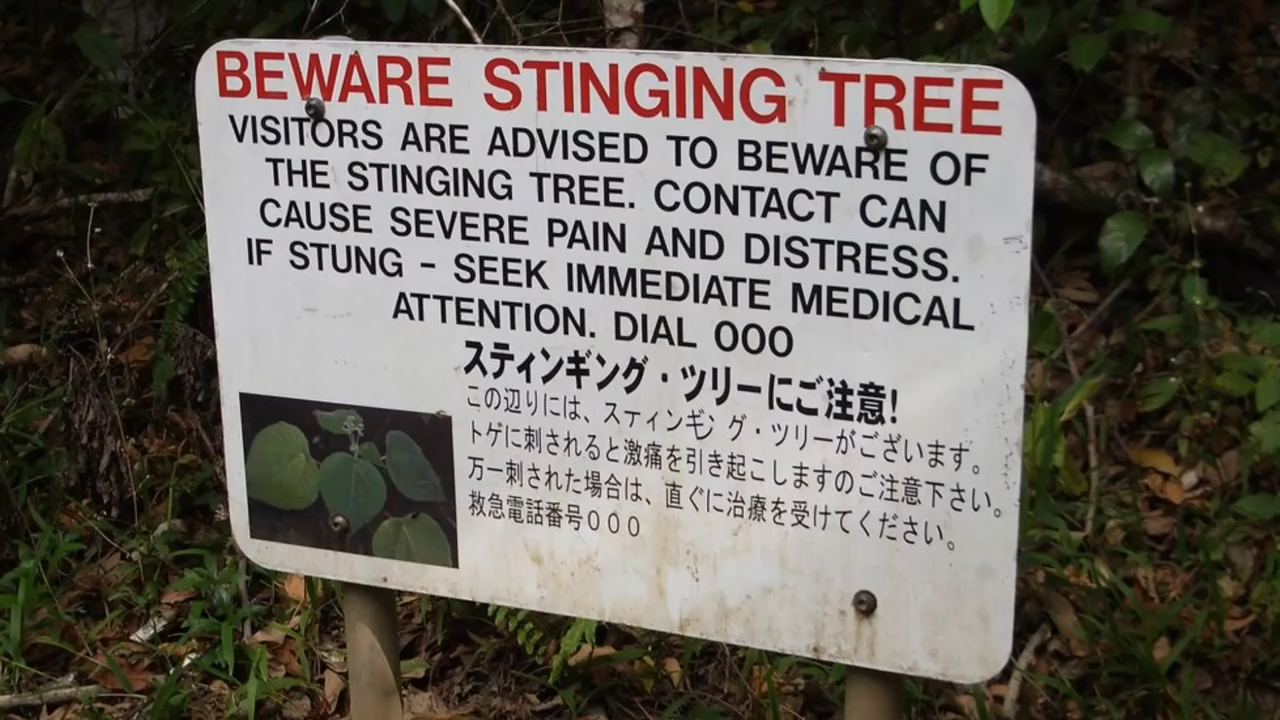 BEWARE STINGING TREE
VISITORS ARE ADVISED TO BEWARE OF
THE STINGING TREE. CONTACT CAN
CAUSE SEVERE PAIN AND DISTRESS.
IF STUNG - SEEK IMMEDIATE MEDICAL
ATTENTION. DIAL 000
スティンギング・ツリーにご注意!
この辺りには、スティンギング・ツリーがございます。
トゲに刺されると激痛を引き起こしますのご注意下さい。
万一刺された場合は、直ぐに治療を受けてください。
救急電話番号000